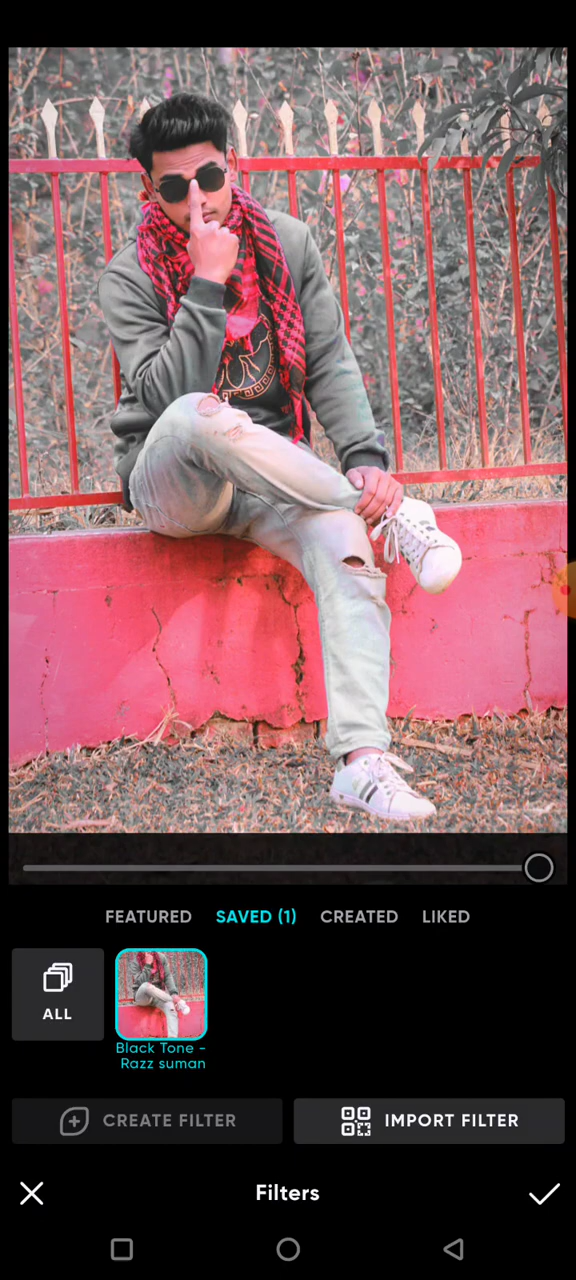 FEATURED SAVED (1) CREATED LIKED
ALL
Black Tone -
Razz suman
CREATE FILTER IMPORT FILTER
Filters